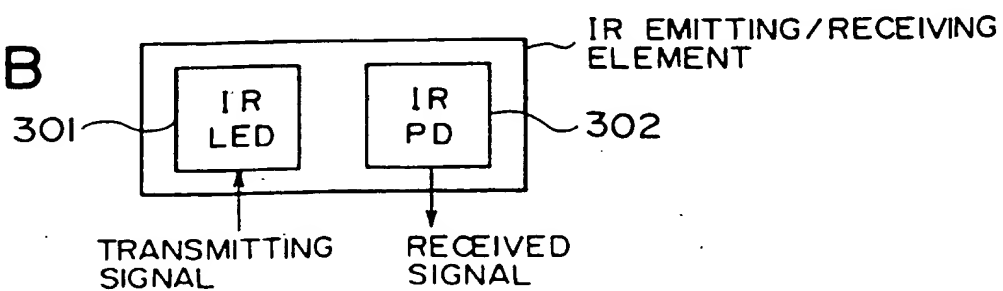 B
IR EMITTING/RECEIVING
ELEMENT
301
IR
LED
IR
PD
302
TRANSMITTING
SIGNAL
RECEIVED
SIGNAL